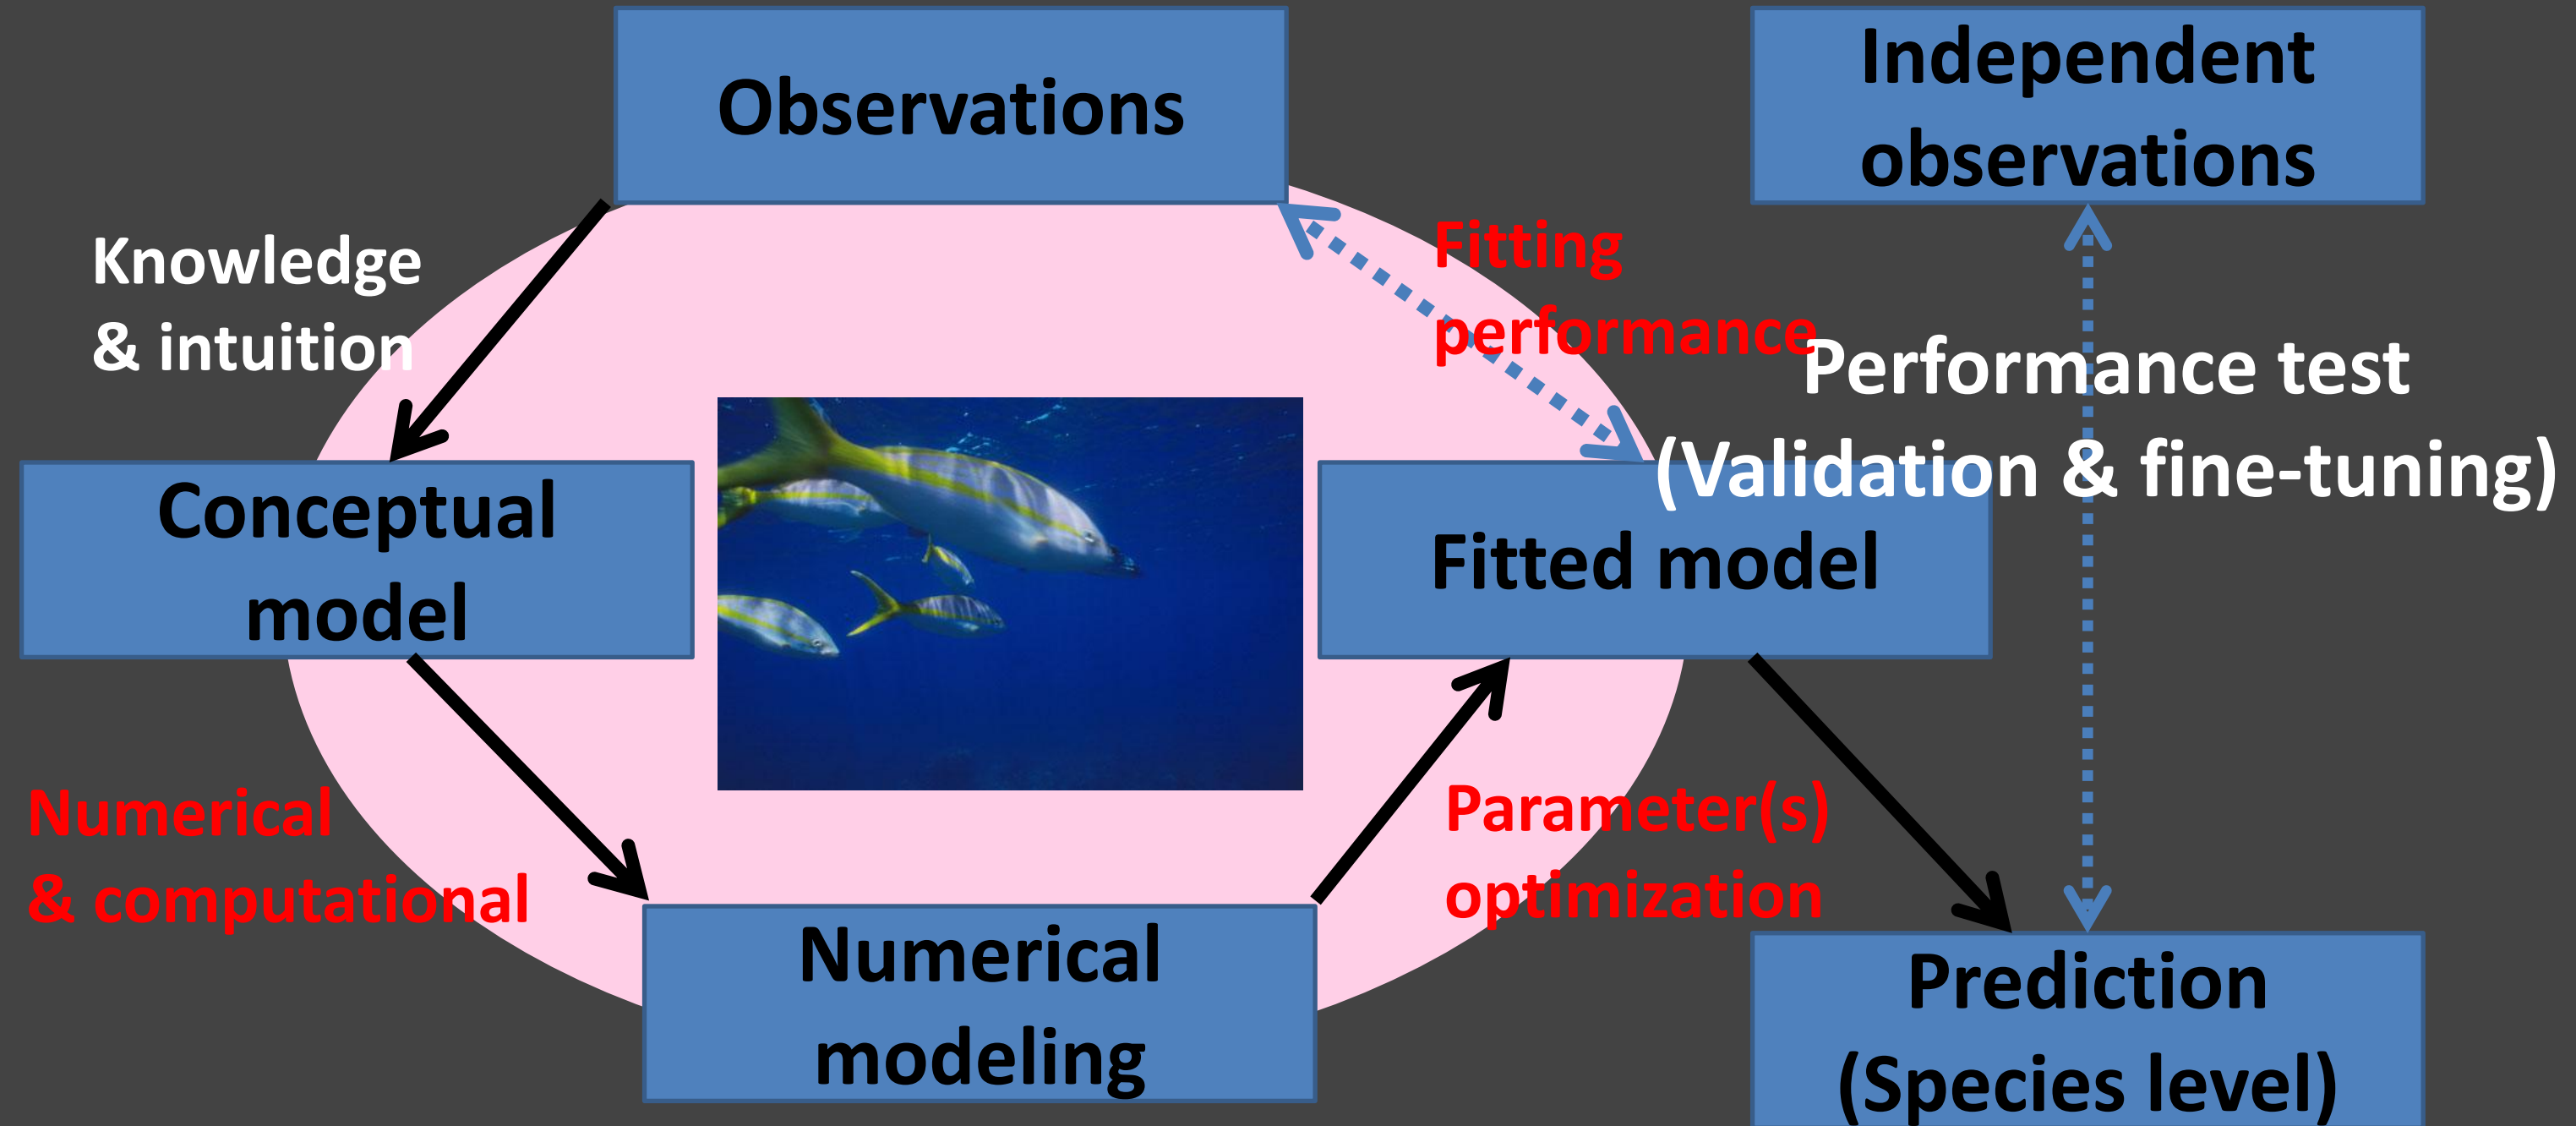 Observations
Independent
observations
Knowledge
& intuition
Fitting
performance
Performance test
(Validation & fine-tuning)
Conceptual
model
Fitted model
Numerical
& computational
Parameter(s)
optimization
Numerical
modeling
Prediction
(Species level)